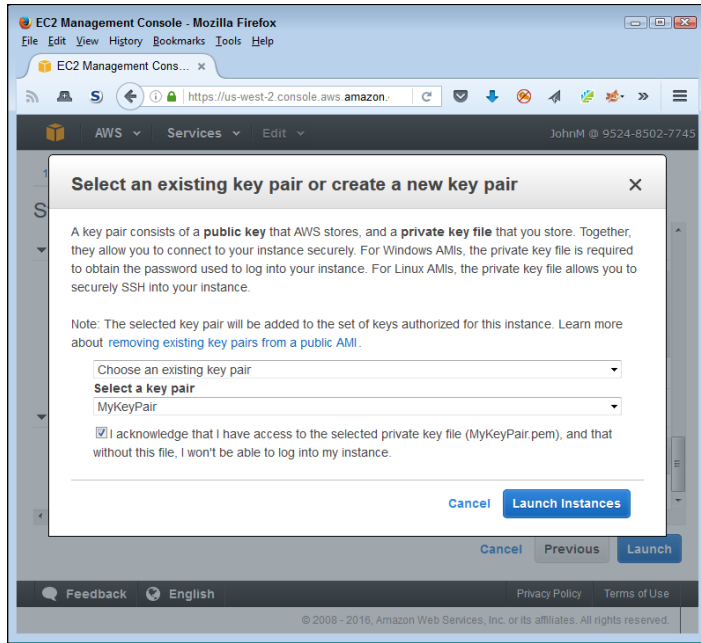 EC2 Management Console - Mozilla Firefox
File Edit View History Bookmarks Tools Help
EC2 Management Cons... ×
S
https://us-west-2.console.aws.amazon.
AWS Services Edit JohnM @ 9524-8502-7745
1
Select an existing key pair or create a new key pair
S
A key pair consists of a public key that AWS stores, and a private key file that you store. Together,
they allow you to connect to your instance securely. For Windows AMIs, the private key file is required
to obtain the password used to log into your instance. For Linux AMIs, the private key file allows you to
securely SSH into your instance.
Note: The selected key pair will be added to the set of keys authorized for this instance. Learn more
about removing existing key pairs from a public AMI.
Choose an existing key pair
Select a key pair
MyKeyPair
I acknowledge that I have access to the selected private key file (MyKeyPair.pem), and that
without this file, I won't be able to log into my instance.
Cancel Launch Instances
Cancel Previous Launch
Feedback English Privacy Policy Terms of Use
© 2008 - 2016, Amazon Web Services, Inc. or its affiliates. All rights reserved.